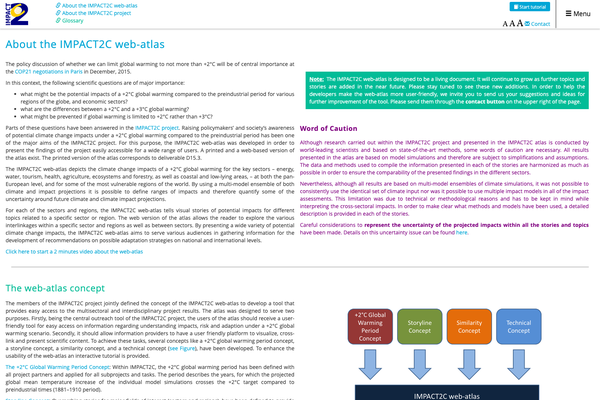 IMPACT
2
°C
About the IMPACT2C web-atlas
About the IMPACT2C project
Glossary
Start tutorial
A A A Contact
Menu
About the IMPACT2C web-atlas
The policy discussion of whether we can limit global warming to not more than +2°C will be of central importance at
the COP21 negotiations in Paris in December, 2015.
In this context, the following scientific questions are of major importance:
what might be the potential impacts of a +2°C global warming compared to the preindustrial period for various
regions of the globe, and economic sectors?
what are the differences between a +2°C and a +3°C global warming?
what might be prevented if global warming is limited to +2°C rather than +3°C?
Parts of these questions have been answered in the IMPACT2C project. Raising policymakers' and society's awareness
of potential climate change impacts under a +2°C global warming compared to the preindustrial period has been one
of the major aims of the IMPACT2C project. For this purpose, the IMPACT2C web-atlas was developed in order to
present the findings of the project easily accessible for a wide range of users. A printed and a web-based version of
the atlas exist. The printed version of the atlas corresponds to deliverable D15.3.
The IMPACT2C web-atlas depicts the climate change impacts of a +2°C global warming for the key sectors – energy,
water, tourism, health, agriculture, ecosystems and forestry, as well as coastal and low-lying areas, – at both the pan-
European level, and for some of the most vulnerable regions of the world. By using a multi-model ensemble of both
climate and impact projections it is possible to define ranges of impacts and therefore quantify some of the
uncertainty around future climate and climate impact projections.
For each of the sectors and regions, the IMPACT2C web-atlas tells visual stories of potential impacts for different
topics related to a specific sector or region. The web version of the atlas allows the reader to explore the various
interlinkages within a specific sector and regions as well as between sectors. By presenting a wide variety of potential
climate change impacts, the IMPACT2C web-atlas aims to serve various audiences in gathering information for the
development of recommendations on possible adaptation strategies on national and international levels.
Click here to start a 2 minutes video about the web-atlas
Note: The IMPACT2C web-atlas is designed to be a living document. It will continue to grow as further topics and
stories are added in the near future. Please stay tuned to see these new additions. In order to help the
developers make the web-atlas more user-friendly, we invite you to send us your suggestions and ideas for
further improvement of the tool. Please send them through the contact button on the upper right of the page.
Word of Caution
Although research carried out within the IMPACT2C project and presented in the IMPACT2C atlas is conducted by
world-leading scientists and based on state-of-the-art methods, some words of caution are necessary. All results
presented in the atlas are based on model simulations and therefore are subject to simplifications and assumptions.
The data and methods used to compile the information presented in each of the stories are harmonized as much as
possible in order to ensure the comparability of the presented findings in the different sectors.
Nevertheless, although all results are based on multi-model ensembles of climate simulations, it was not possible to
consistently use the identical set of climate input nor was it possible to use multiple impact models in all of the impact
assessments. This limitation was due to technical or methodological reasons and has to be kept in mind while
interpreting the cross-sectoral impacts. In order to make clear what methods and models have been used, a detailed
description is provided in each of the stories.
Careful considerations to represent the uncertainty of the projected impacts within all the stories and topics
have been made. Details on this uncertainty issue can be found here.
The web-atlas concept
The members of the IMPACT2C project jointly defined the concept of the IMPACT2C web-atlas to develop a tool that
provides easy access to the multisectoral and interdisciplinary project results. The atlas was designed to serve two
purposes. Firstly, being the central outreach tool of the IMPACT2C project, the users of the atlas should receive a user-
friendly tool for easy access on information regarding understanding impacts, risk and adaption under a +2°C global
warming scenario. Secondly, it should allow information providers to have a user friendly platform to visualize, cross-
link and present scientific content. To achieve these tasks, several concepts like a +2°C global warming period concept,
a storyline concept, a similarity concept, and a technical concept (see Figure), have been developed. To enhance the
usability of the web-atlas an interactive tutorial is provided.
The +2°C Global Warming Period Concept: Within IMPACT2C, the +2°C global warming period has been defined with
all project partners and applied for all subprojects and tasks. The period describes the years, for which the projected
global mean temperature increase of the individual model simulations crosses the +2°C target compared to
preindustrial times (1881–1910 period).
+2°C Global
Warming
Period
Concept
Storyline
Concept
Similarity
Concept
Technical
Concept
IMPACT2C web-atlas